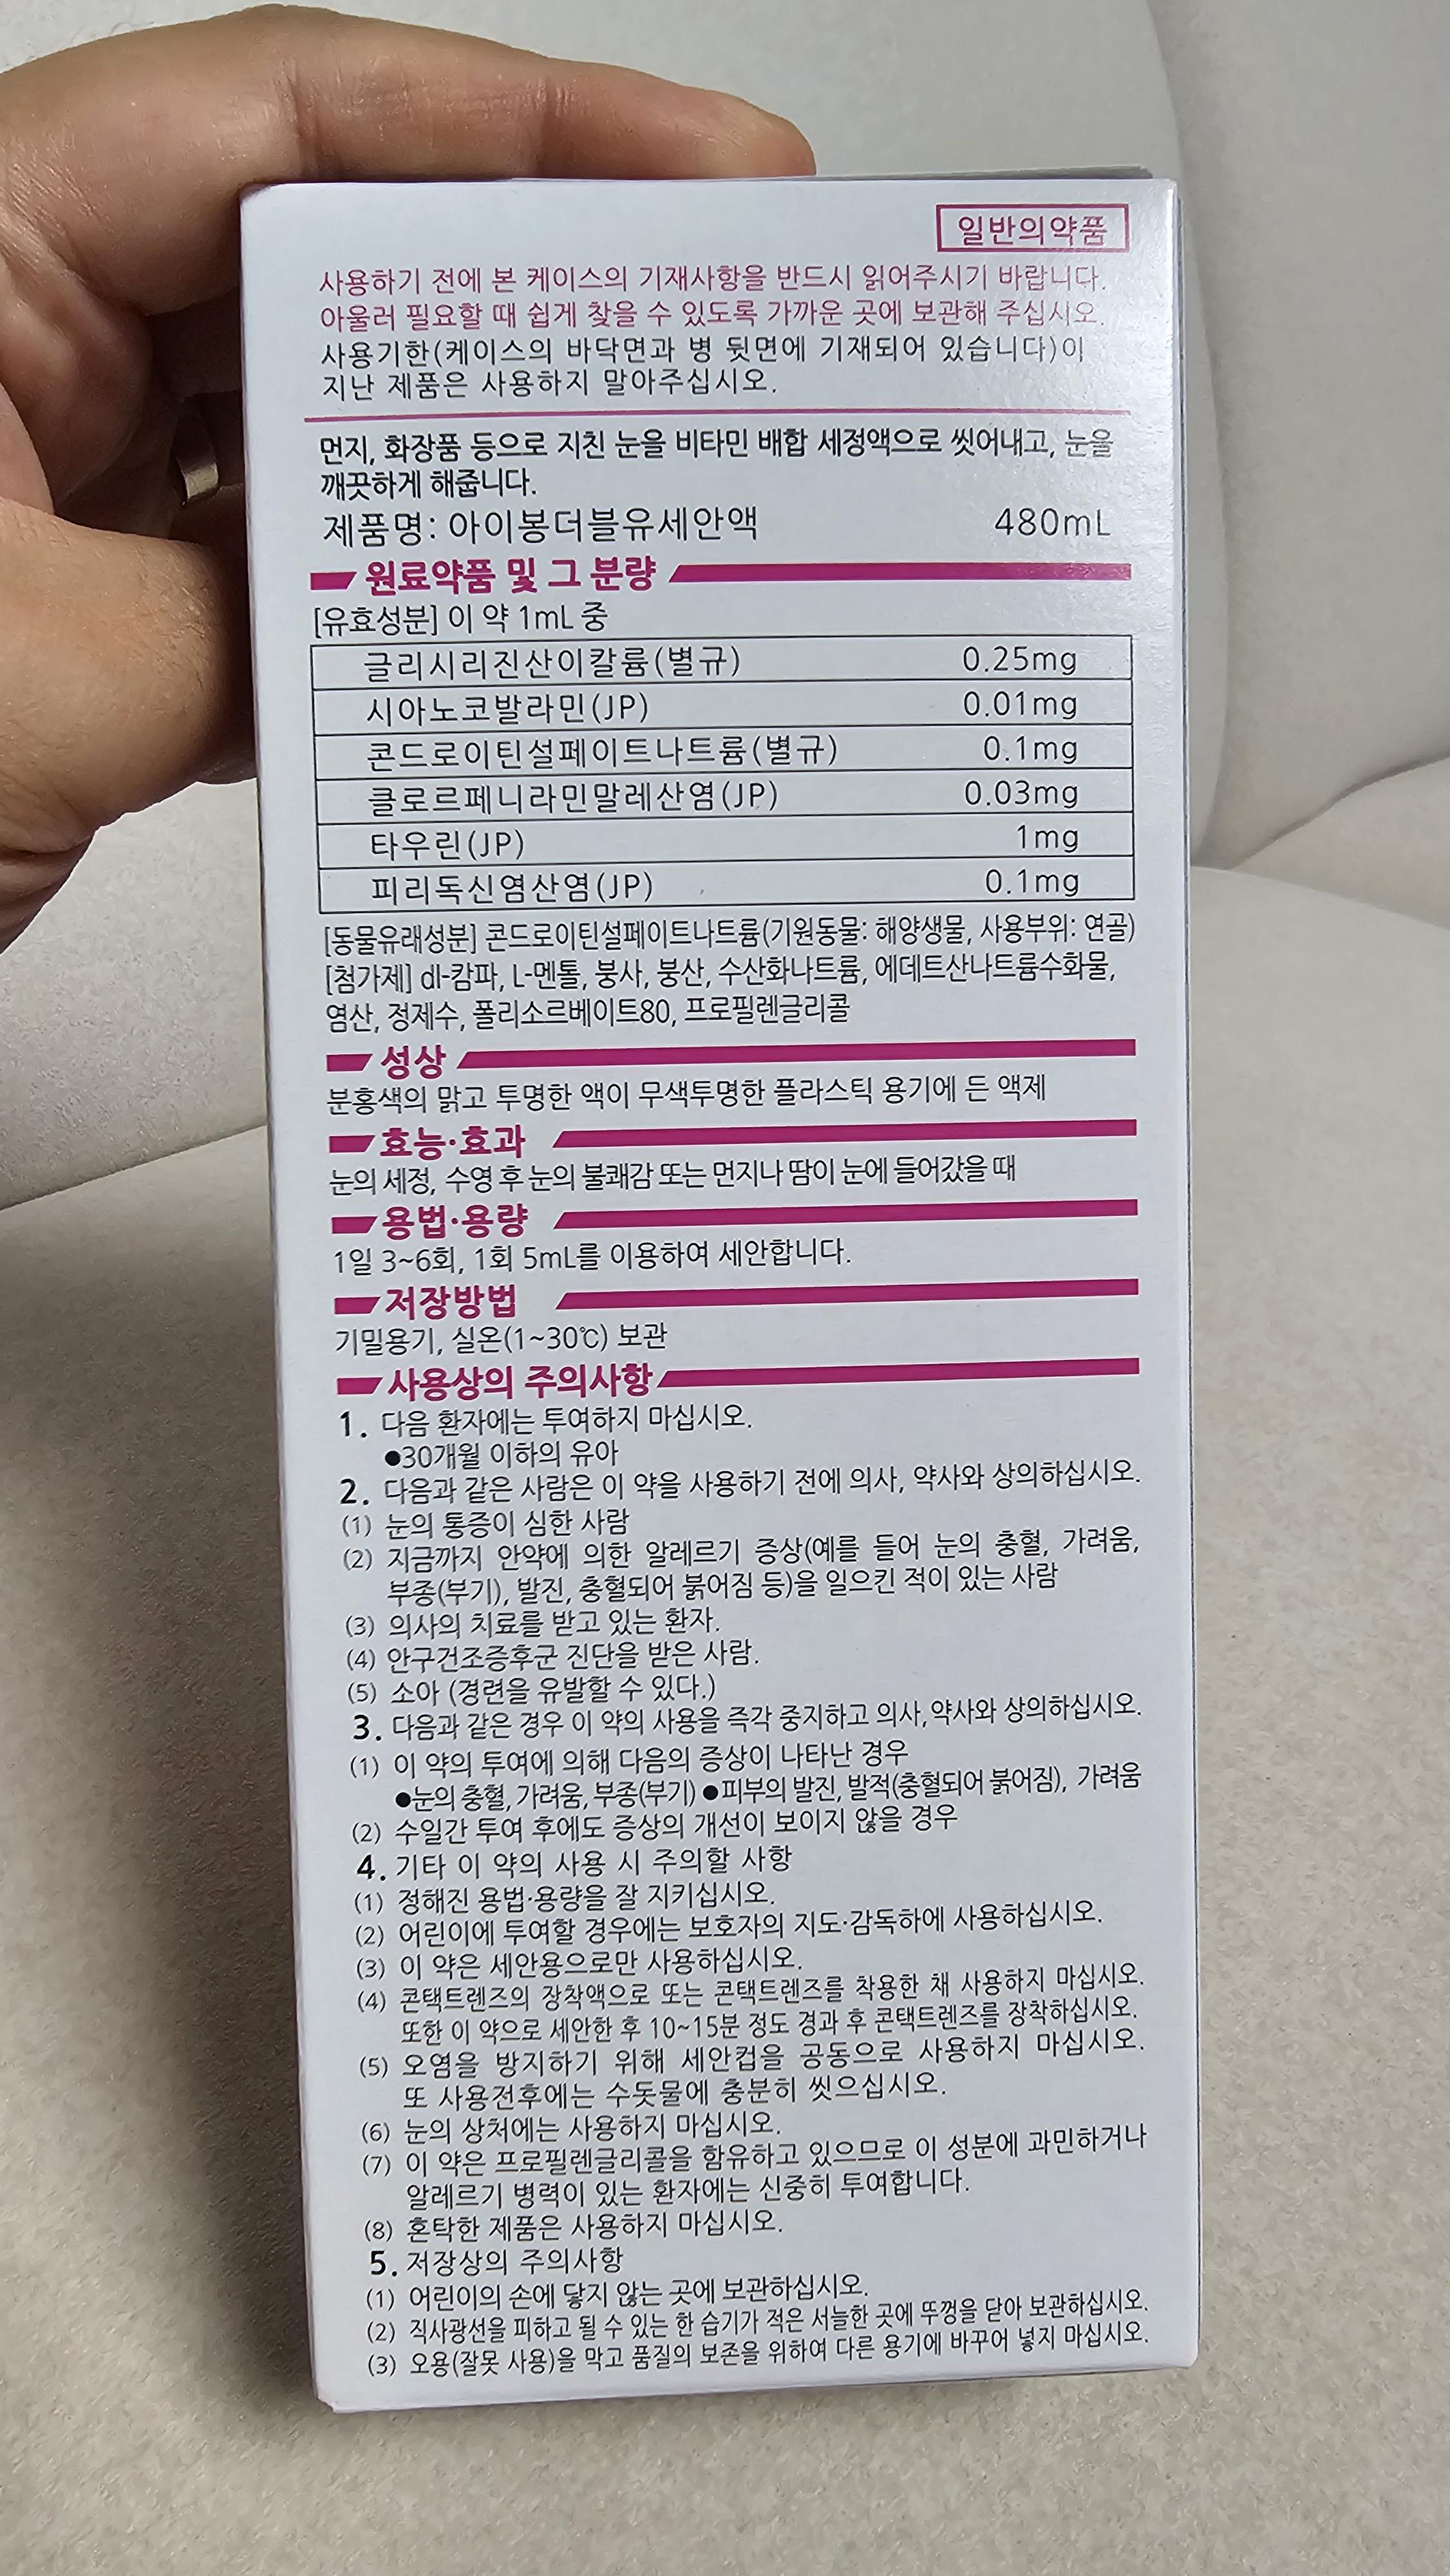 일반의약품
사용하기 전에 본 케이스의 기재사항을 반드시 읽어주시기 바랍니다.
아울러 필요할 때 쉽게 찾을 수 있도록 가까운 곳에 보관해 주십시오.
사용기한(케이스의 바닥면과 병 뒷면에 기재되어 있습니다)이
지난 제품은 사용하지 말아주십시오.
먼지, 화장품 등으로 지친 눈을 비타민 배합 세정액으로 씻어내고, 눈을
깨끗하게 해줍니다.
제품명: 아이봉더블유세안액 480mL
원료약품 및 그 분량
[유효성분] 이 약 1mL 중
글리시리진산이칼륨(별규) 0.25mg
시아노코발라민(JP) 0.01mg
콘드로이틴설페이트나트륨(별규) 0.1mg
클로르페니라민말레산염(JP) 0.03mg
타우린(JP) 1mg
피리독신염산염(JP) 0.1mg
[동물유래성분] 콘드로이틴설페이트나트륨(기원동물: 해양생물, 사용부위: 연골)
[첨가제] dl-캄파, L-멘톨, 붕사, 붕산, 수산화나트륨, 에데트산나트륨수화물,
염산, 정제수, 폴리소르베이트80, 프로필렌글리콜
성상
분홍색의 맑고 투명한 액이 무색투명한 플라스틱 용기에 든 액제
효능·효과
눈의 세정, 수영 후 눈의 불쾌감 또는 먼지나 땀이 눈에 들어갔을 때
용법·용량
1일 3~6회, 1회 5mL를 이용하여 세안합니다.
저장방법
기밀용기, 실온(1~30℃) 보관
사용상의 주의사항
1. 다음 환자에는 투여하지 마십시오.
●30개월 이하의 유아
2. 다음과 같은 사람은 이 약을 사용하기 전에 의사, 약사와 상의하십시오.
(1) 눈의 통증이 심한 사람
(2) 지금까지 안약에 의한 알레르기 증상(예를 들어 눈의 충혈, 가려움,
부종(부기), 발진, 충혈되어 붉어짐 등)을 일으킨 적이 있는 사람
(3) 의사의 치료를 받고 있는 환자.
(4) 안구건조증후군 진단을 받은 사람.
(5) 소아 (경련을 유발할 수 있다.)
3. 다음과 같은 경우 이 약의 사용을 즉각 중지하고 의사,약사와 상의하십시오.
(1) 이 약의 투여에 의해 다음의 증상이 나타난 경우
●눈의 충혈, 가려움, 부종(부기) ●피부의 발진, 발적(충혈되어 붉어짐), 가려움
(2) 수일간 투여 후에도 증상의 개선이 보이지 않을 경우
4. 기타 이 약의 사용 시 주의할 사항
(1) 정해진 용법·용량을 잘 지키십시오.
(2) 어린이에 투여할 경우에는 보호자의 지도·감독하에 사용하십시오.
(3) 이 약은 세안용으로만 사용하십시오.
(4) 콘택트렌즈의 장착액으로 또는 콘택트렌즈를 착용한 채 사용하지 마십시오.
또한 이 약으로 세안한 후 10~15분 정도 경과 후 콘택트렌즈를 장착하십시오.
(5) 오염을 방지하기 위해 세안컵을 공동으로 사용하지 마십시오.
또 사용전후에는 수돗물에 충분히 씻으십시오.
(6) 눈의 상처에는 사용하지 마십시오.
(7) 이 약은 프로필렌글리콜을 함유하고 있으므로 이 성분에 과민하거나
알레르기 병력이 있는 환자에는 신중히 투여합니다.
(8) 혼탁한 제품은 사용하지 마십시오.
5. 저장상의 주의사항
(1) 어린이의 손에 닿지 않는 곳에 보관하십시오.
(2) 직사광선을 피하고 될 수 있는 한 습기가 적은 서늘한 곳에 뚜껑을 닫아 보관하십시오.
(3) 오용(잘못 사용)을 막고 품질의 보존을 위하여 다른 용기에 바꾸어 넣지 마십시오.